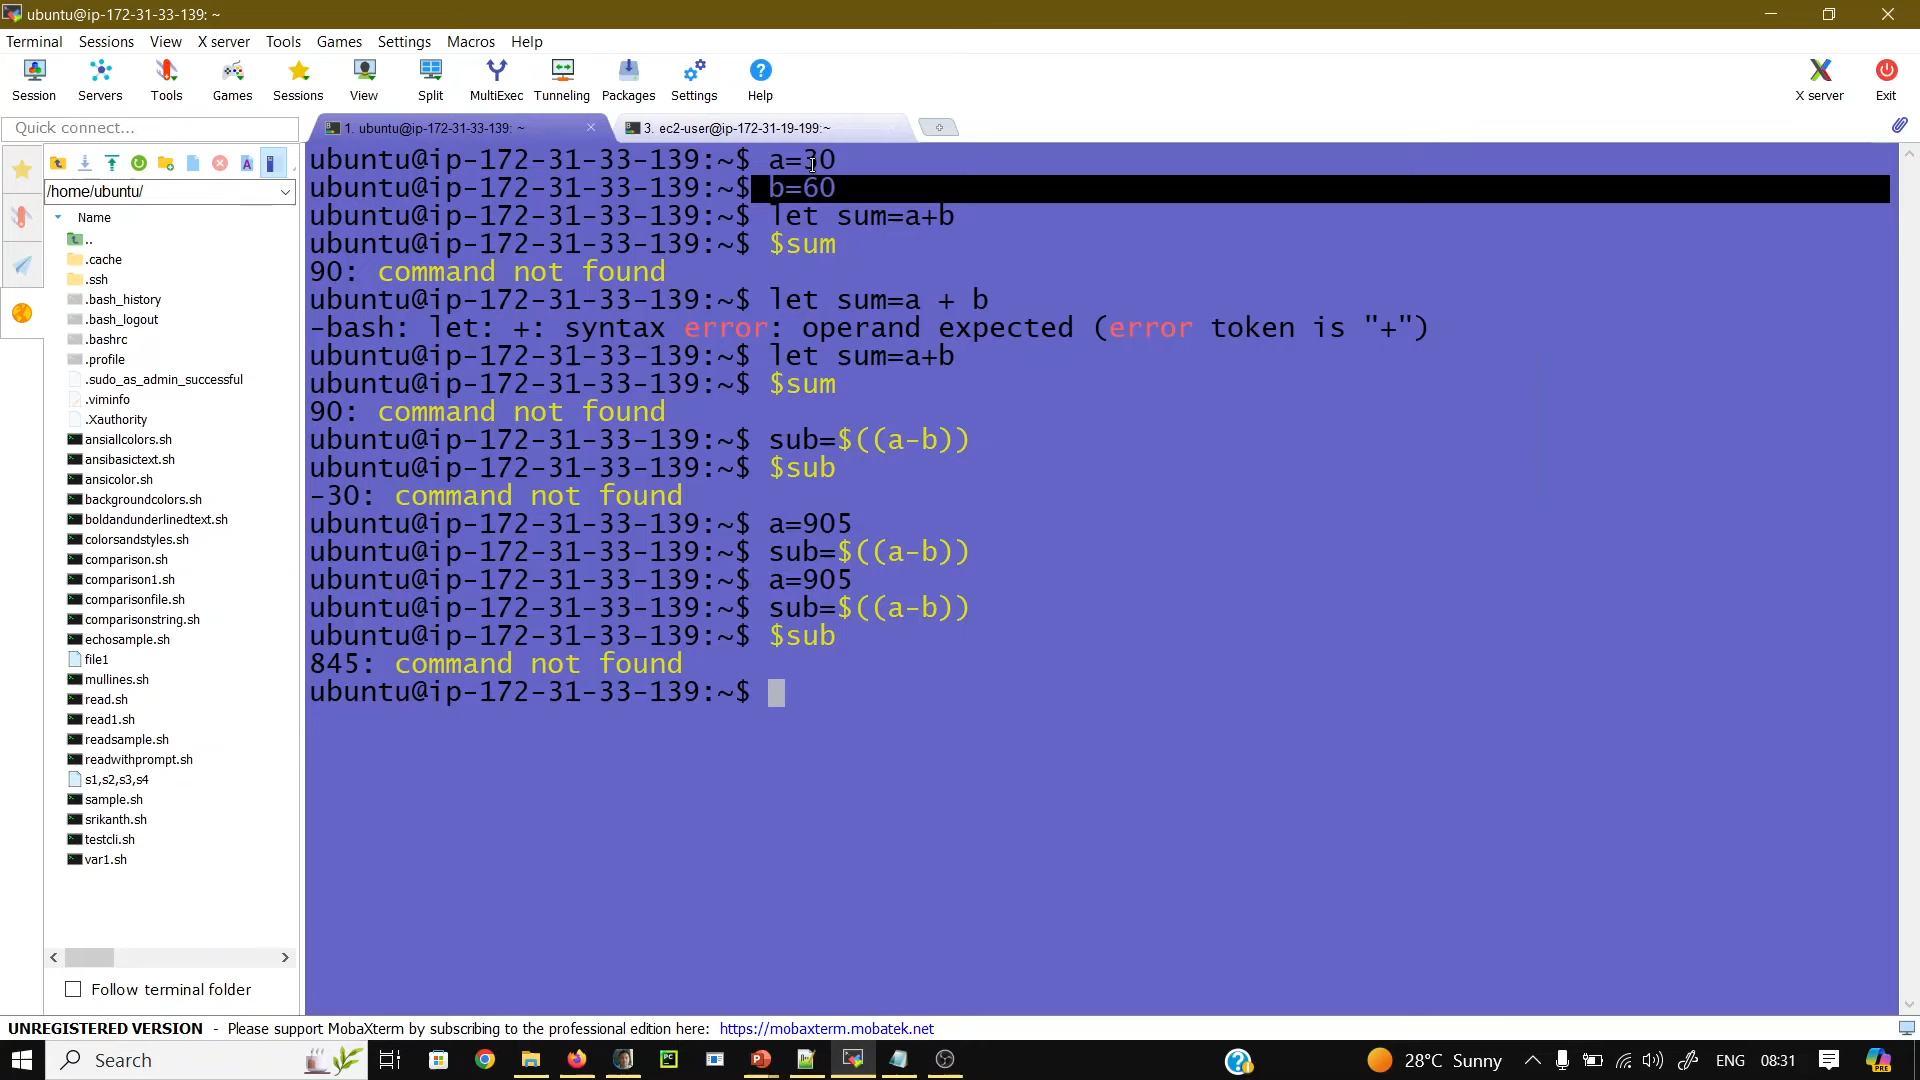 ubuntu@ip-172-31-33-139: ~
Terminal Sessions View X server Tools Games Settings Macros Help
Session Servers Tools Games Sessions View Split MultiExec Tunneling Packages Settings Help X server Exit
Quick connect...
1. ubuntu@ip-172-31-33-139: ~
3. ec2-user@ip-172-31-19-199:~
/home/ubuntu/
Name
..
.cache
.ssh
.bash_history
.bash_logout
.bashrc
.profile
.sudo_as_admin_successful
.viminfo
.Xauthority
ansiallcolors.sh
ansibasictext.sh
ansicolor.sh
backgroundcolors.sh
boldandunderlinedtext.sh
colorsandstyles.sh
comparison.sh
comparison1.sh
comparisonfile.sh
comparisonstring.sh
echosample.sh
file1
mullines.sh
read.sh
read1.sh
readsample.sh
readwithprompt.sh
s1,s2,s3,s4
sample.sh
srikanth.sh
testcli.sh
var1.sh
Follow terminal folder
ubuntu@ip-172-31-33-139:~$ a=30
ubuntu@ip-172-31-33-139:~$ b=60
ubuntu@ip-172-31-33-139:~$ let sum=a+b
ubuntu@ip-172-31-33-139:~$ $sum
90: command not found
ubuntu@ip-172-31-33-139:~$ let sum=a + b
-bash: let: +: syntax error: operand expected (error token is "+")
ubuntu@ip-172-31-33-139:~$ let sum=a+b
ubuntu@ip-172-31-33-139:~$ $sum
90: command not found
ubuntu@ip-172-31-33-139:~$ sub=$((a-b))
ubuntu@ip-172-31-33-139:~$ $sub
-30: command not found
ubuntu@ip-172-31-33-139:~$ a=905
ubuntu@ip-172-31-33-139:~$ sub=$((a-b))
ubuntu@ip-172-31-33-139:~$ a=905
ubuntu@ip-172-31-33-139:~$ sub=$((a-b))
ubuntu@ip-172-31-33-139:~$ $sub
845: command not found
ubuntu@ip-172-31-33-139:~$
UNREGISTERED VERSION - Please support MobaXterm by subscribing to the professional edition here: https://mobaxterm.mobatek.net
Search
28°C Sunny ENG 08:31